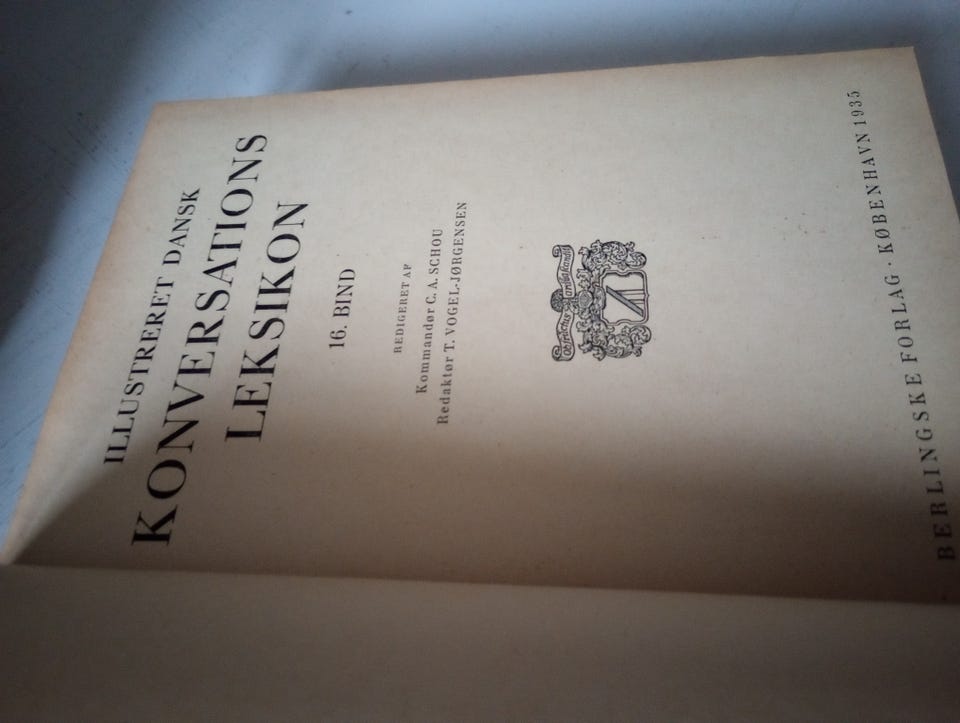 ILLUSTRERET DANSK
KONVERSATIONS
LEKSIKON
16. BIND
REDIGERET AF
Kommandør C. A. SCHOU
Redaktør T. VOGEL-JØRGENSEN
BERLINGSKE FORLAG · KØBENHAVN 1935